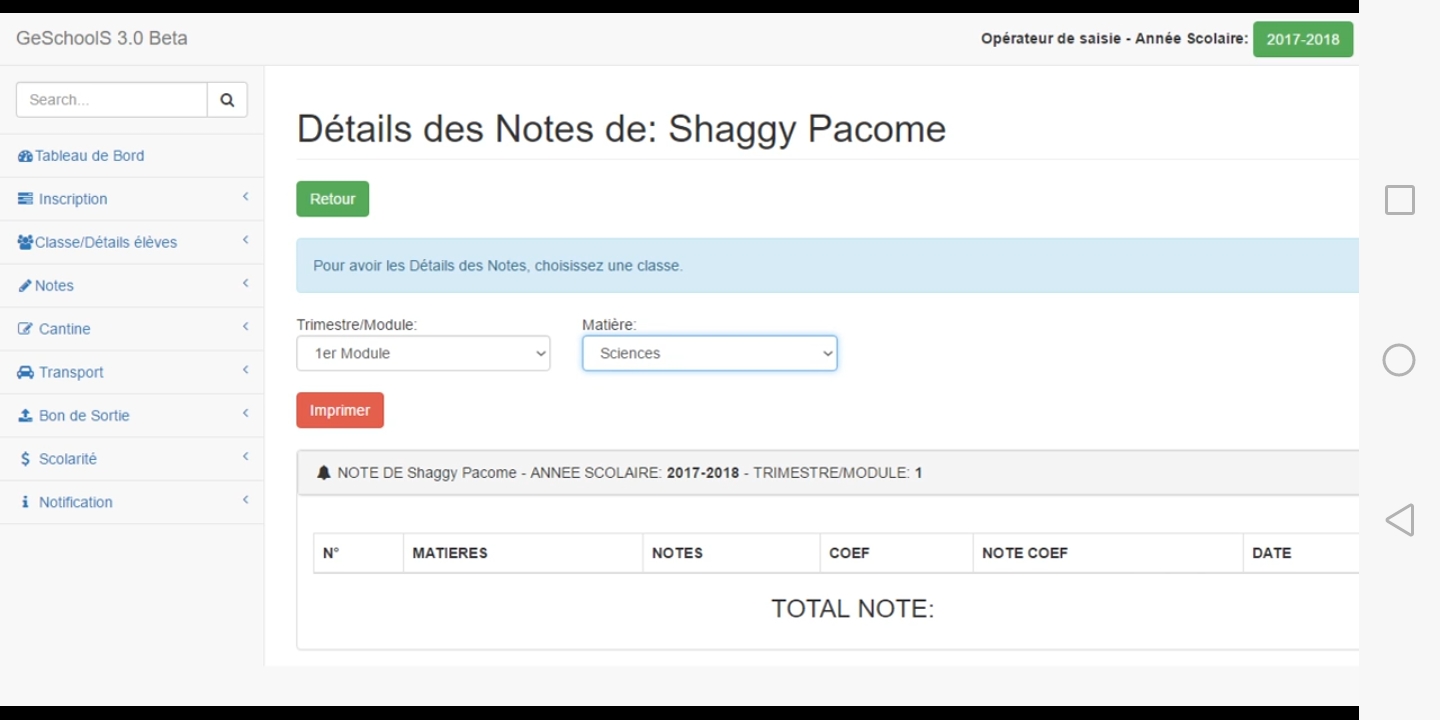 GeSchoolS 3.0 Beta
Opérateur de saisie - Année Scolaire: 2017-2018
Search...
Tableau de Bord
Inscription
Classe/Détails élèves
Notes
Cantine
Transport
Bon de Sortie
$ Scolarité
Notification
Détails des Notes de: Shaggy Pacome
Retour
Pour avoir les Détails des Notes, choisissez une classe.
Trimestre/Module: Matière:
1er Module Sciences
Imprimer
NOTE DE Shaggy Pacome - ANNEE SCOLAIRE: 2017-2018 - TRIMESTRE/MODULE: 1
N° MATIERES NOTES COEF NOTE COEF DATE
TOTAL NOTE: